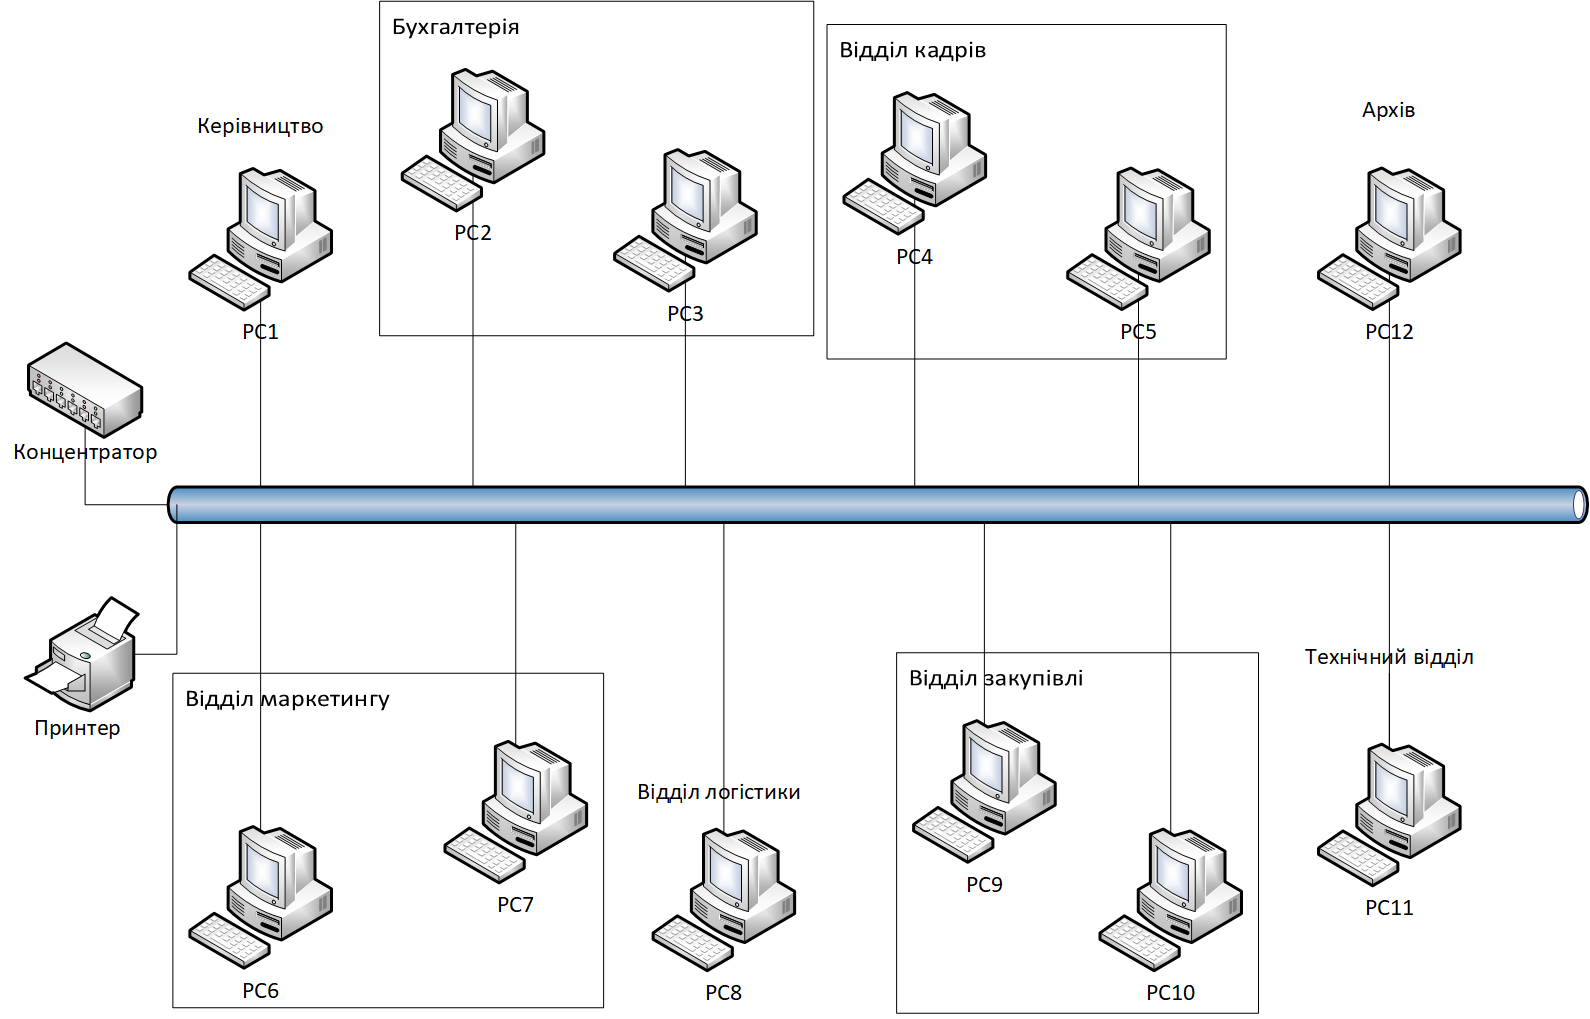 Бухгалтерія
Відділ кадрів
Керівництво
Архів
PC2
PC4
PC3
PC1
PC5
PC12
Концентратор
Принтер
Відділ маркетингу
Відділ логістики
Відділ закупівлі
Технічний відділ
PC7
PC9
PC11
PC6
PC8
PC10